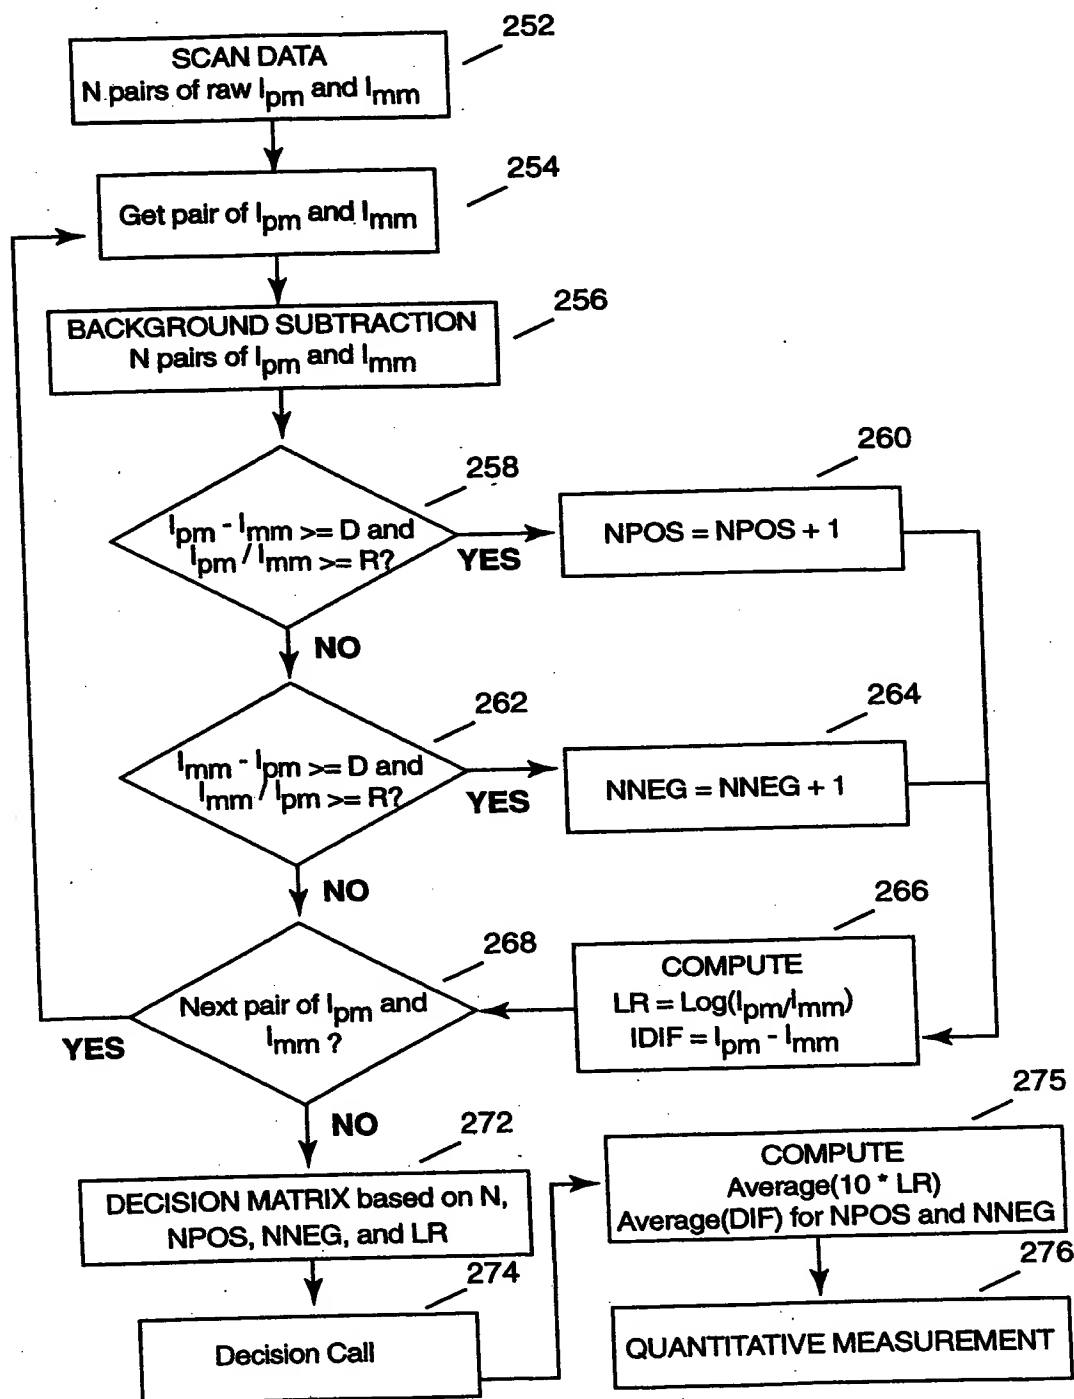 252
SCAN DATA
N pairs of raw Ipm and Imm
254
Get pair of Ipm and Imm
256
BACKGROUND SUBTRACTION
N pairs of Ipm and Imm
258
Ipm - Imm >= D and
Ipm / Imm >= R?
YES
260
NPOS = NPOS + 1
NO
262
Imm - Ipm >= D and
Imm / Ipm >= R?
YES
264
NNEG = NNEG + 1
NO
266
COMPUTE
LR = Log(Ipm/Imm)
IDIF = Ipm - Imm
268
Next pair of Ipm and
Imm ?
YES
NO
272
DECISION MATRIX based on N,
NPOS, NNEG, and LR
274
Decision Call
275
COMPUTE
Average(10 * LR)
Average(DIF) for NPOS and NNEG
276
QUANTITATIVE MEASUREMENT